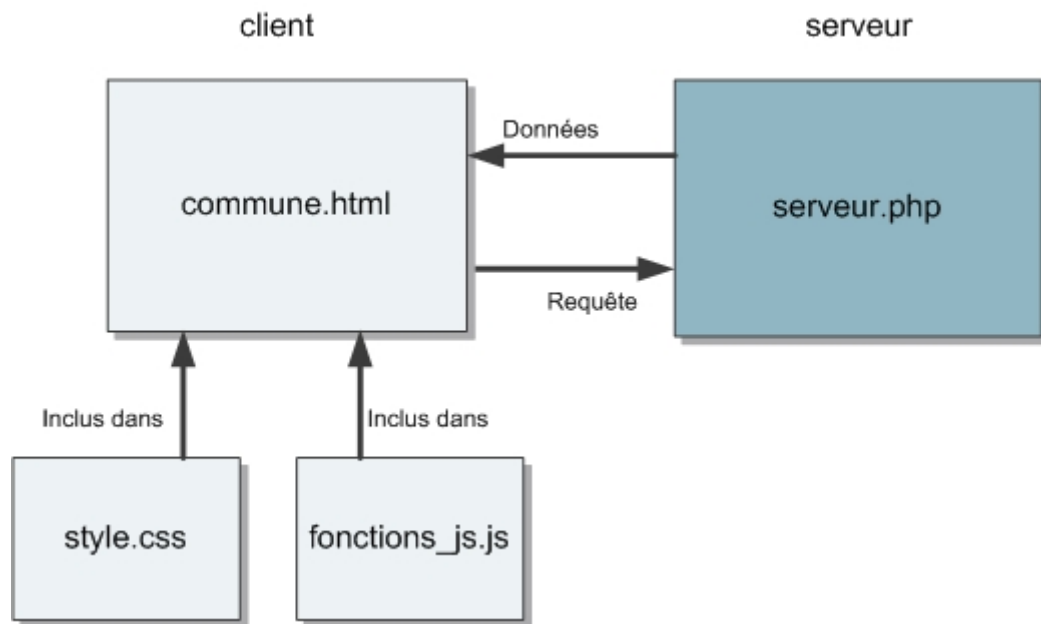 client
serveur
Données
commune.html
serveur.php
Requête
Inclus dans
Inclus dans
style.css
fonctions_js.js